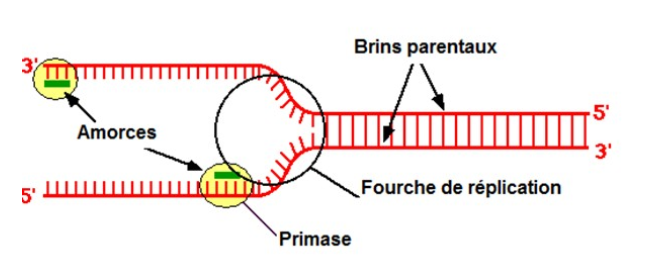 Brins parentaux
3'
5'
Amorces
3'
Fourche de réplication
5'
Primase